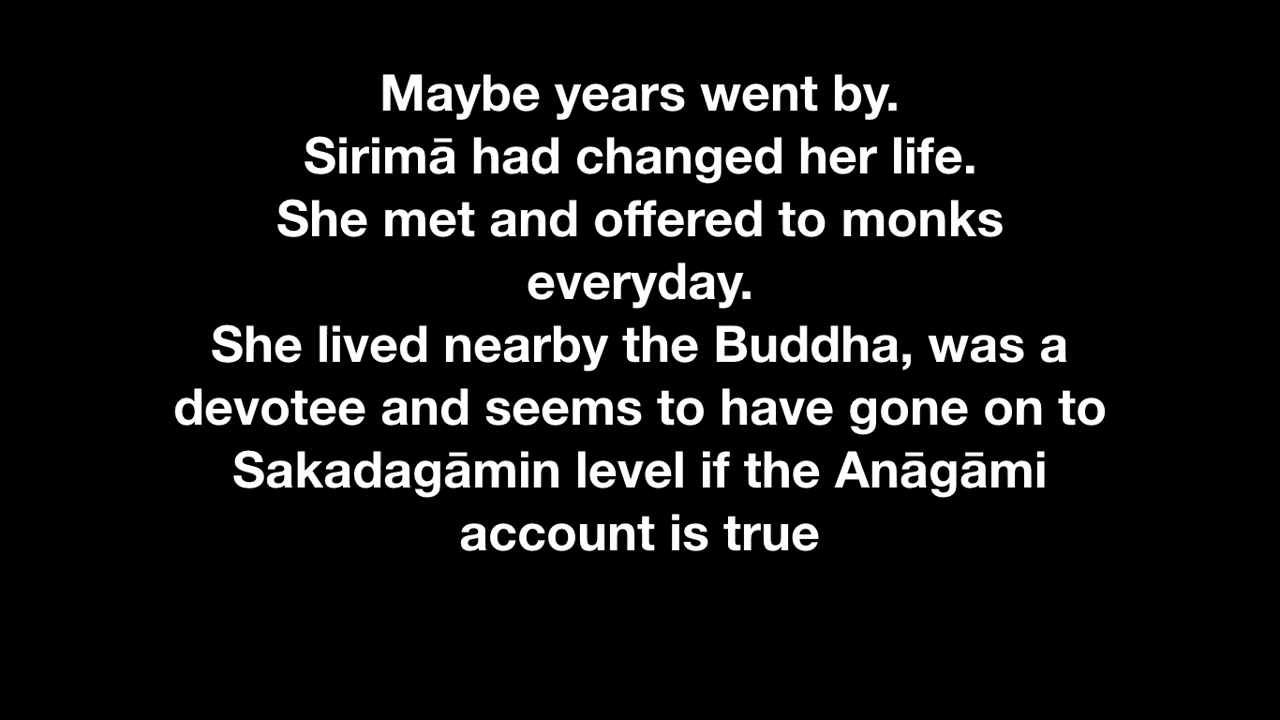 Maybe years went by.
Sirimā had changed her life.
She met and offered to monks
everyday.
She lived nearby the Buddha, was a
devotee and seems to have gone on to
Sakadagāmin level if the Anāgāmi
account is true